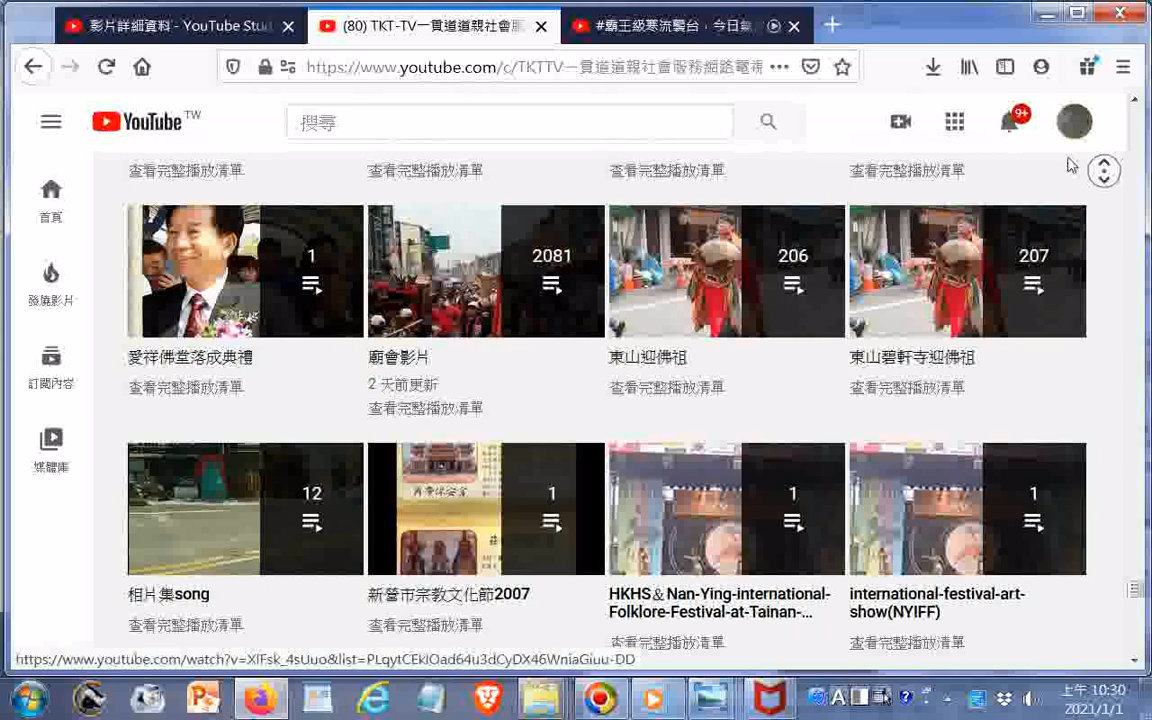 影片詳細資料 - YouTube Stu
(80) TKT-TV一貫道道親社會服
#霸王級寒流襲台，今日氣
https://www.youtube.com/c/TKTTV一貫道道親社會服務網路電視
YouTube TW
搜尋
9+
首頁
發燒影片
訂閱內容
媒體庫
查看完整播放清單
查看完整播放清單
查看完整播放清單
查看完整播放清單
1
2081
206
207
愛祥佛堂落成典禮
廟會影片
東山迎佛祖
東山碧軒寺迎佛祖
查看完整播放清單
2 天前更新
查看完整播放清單
查看完整播放清單
查看完整播放清單
12
1
1
1
相片集song
新營市宗教文化節2007
HKHS＆Nan-Ying-international-
Folklore-Festival-at-Tainan-...
international-festival-art-
show(NYIFF)
查看完整播放清單
查看完整播放清單
查看完整播放清單
查看完整播放清單
https://www.youtube.com/watch?v=XlFsk_4sUuo&list=PLqytCEklOad64u3dCyDX46WniaGiuu-DD
上午 10:30
2021/1/1